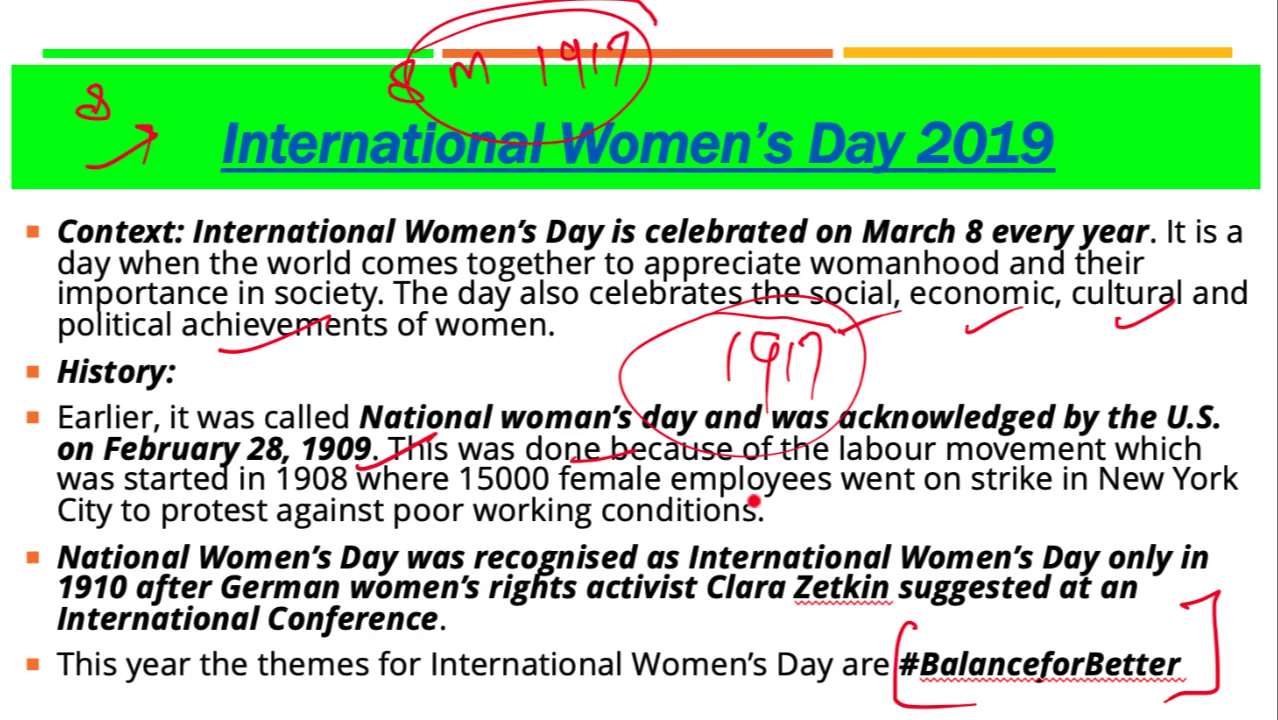 8 m 1917
8
International Women's Day 2019
Context: International Women's Day is celebrated on March 8 every year. It is a
day when the world comes together to appreciate womanhood and their
importance in society. The day also celebrates the social, economic, cultural and
political achievements of women.
1917
History:
Earlier, it was called National woman's day and was acknowledged by the U.S.
on February 28, 1909. This was done because of the labour movement which
was started in 1908 where 15000 female employees went on strike in New York
City to protest against poor working conditions.
National Women's Day was recognised as International Women's Day only in
1910 after German women's rights activist Clara Zetkin suggested at an
International Conference.
This year the themes for International Women's Day are #BalanceforBetter